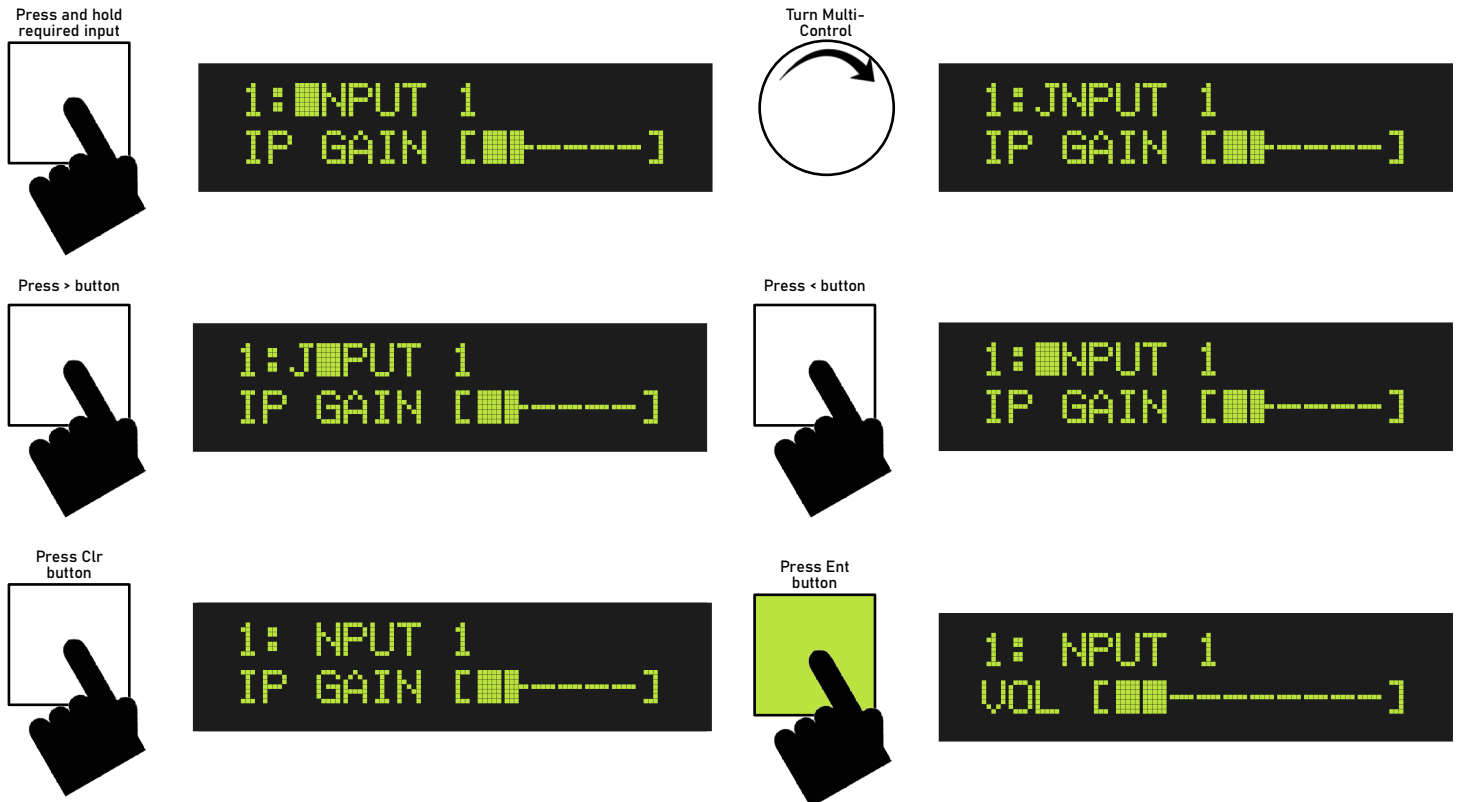 Press and hold
required input
1: NPUT 1
IP GAIN [ ------]
Turn Multi-
Control
1:JNPUT 1
IP GAIN [ ------]
Press > button
1:J PUT 1
IP GAIN [ ------]
Press < button
1: NPUT 1
IP GAIN [ ------]
Press Clr
button
1: NPUT 1
IP GAIN [ ------]
Press Ent
button
1: NPUT 1
VOL [ ---------]